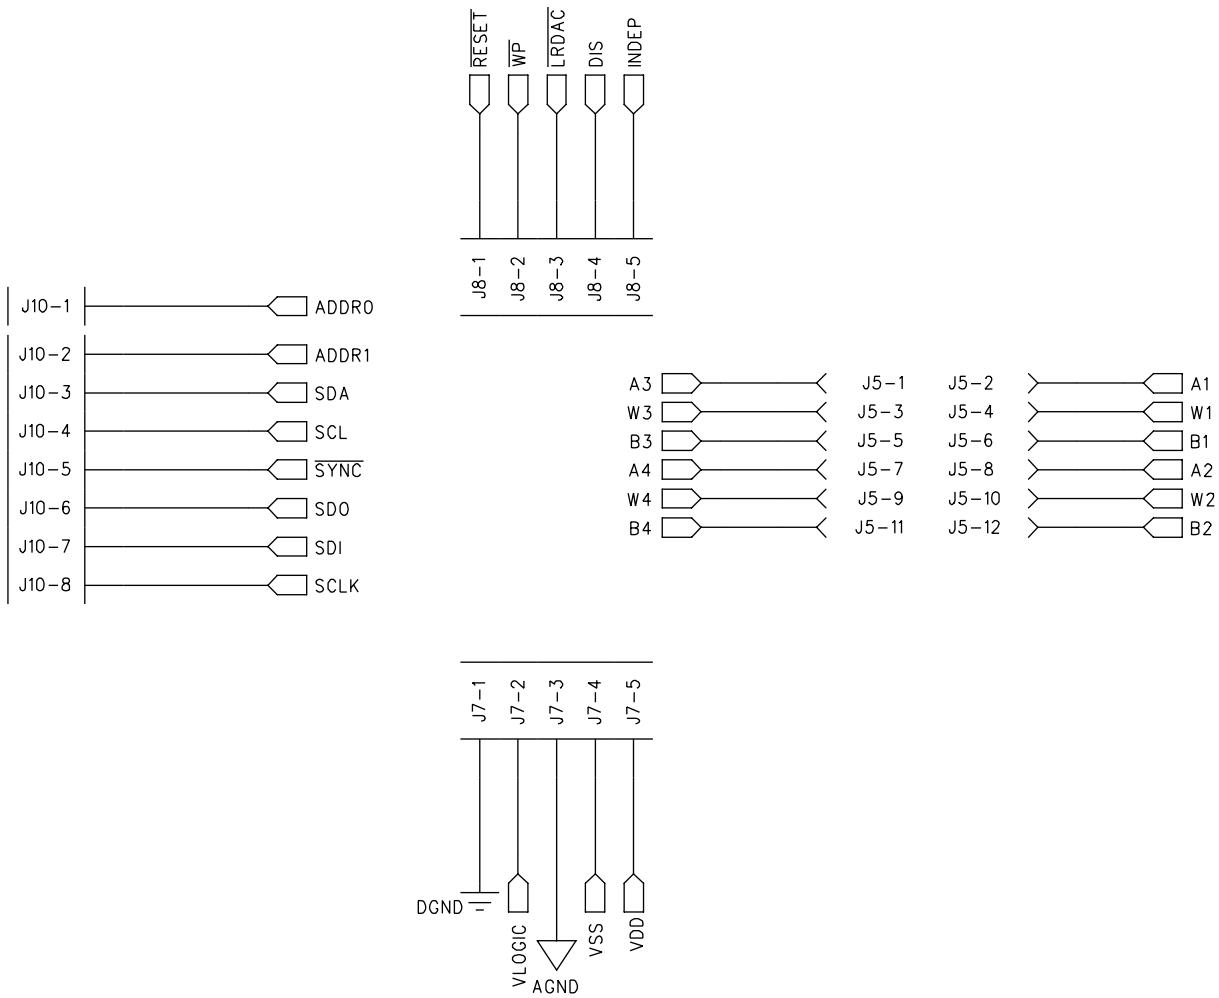 RESET
WP
LRDAC
DIS
INDEP
J8-1
J8-2
J8-3
J8-4
J8-5
J10-1 ADDR0
J10-2 ADDR1
J10-3 SDA
J10-4 SCL
J10-5 SYNC
J10-6 SDO
J10-7 SDI
J10-8 SCLK
A3 J5-1 J5-2 A1
W3 J5-3 J5-4 W1
B3 J5-5 J5-6 B1
A4 J5-7 J5-8 A2
W4 J5-9 J5-10 W2
B4 J5-11 J5-12 B2
J7-1
J7-2
J7-3
J7-4
J7-5
DGND
VLOGIC
AGND
VSS
VDD